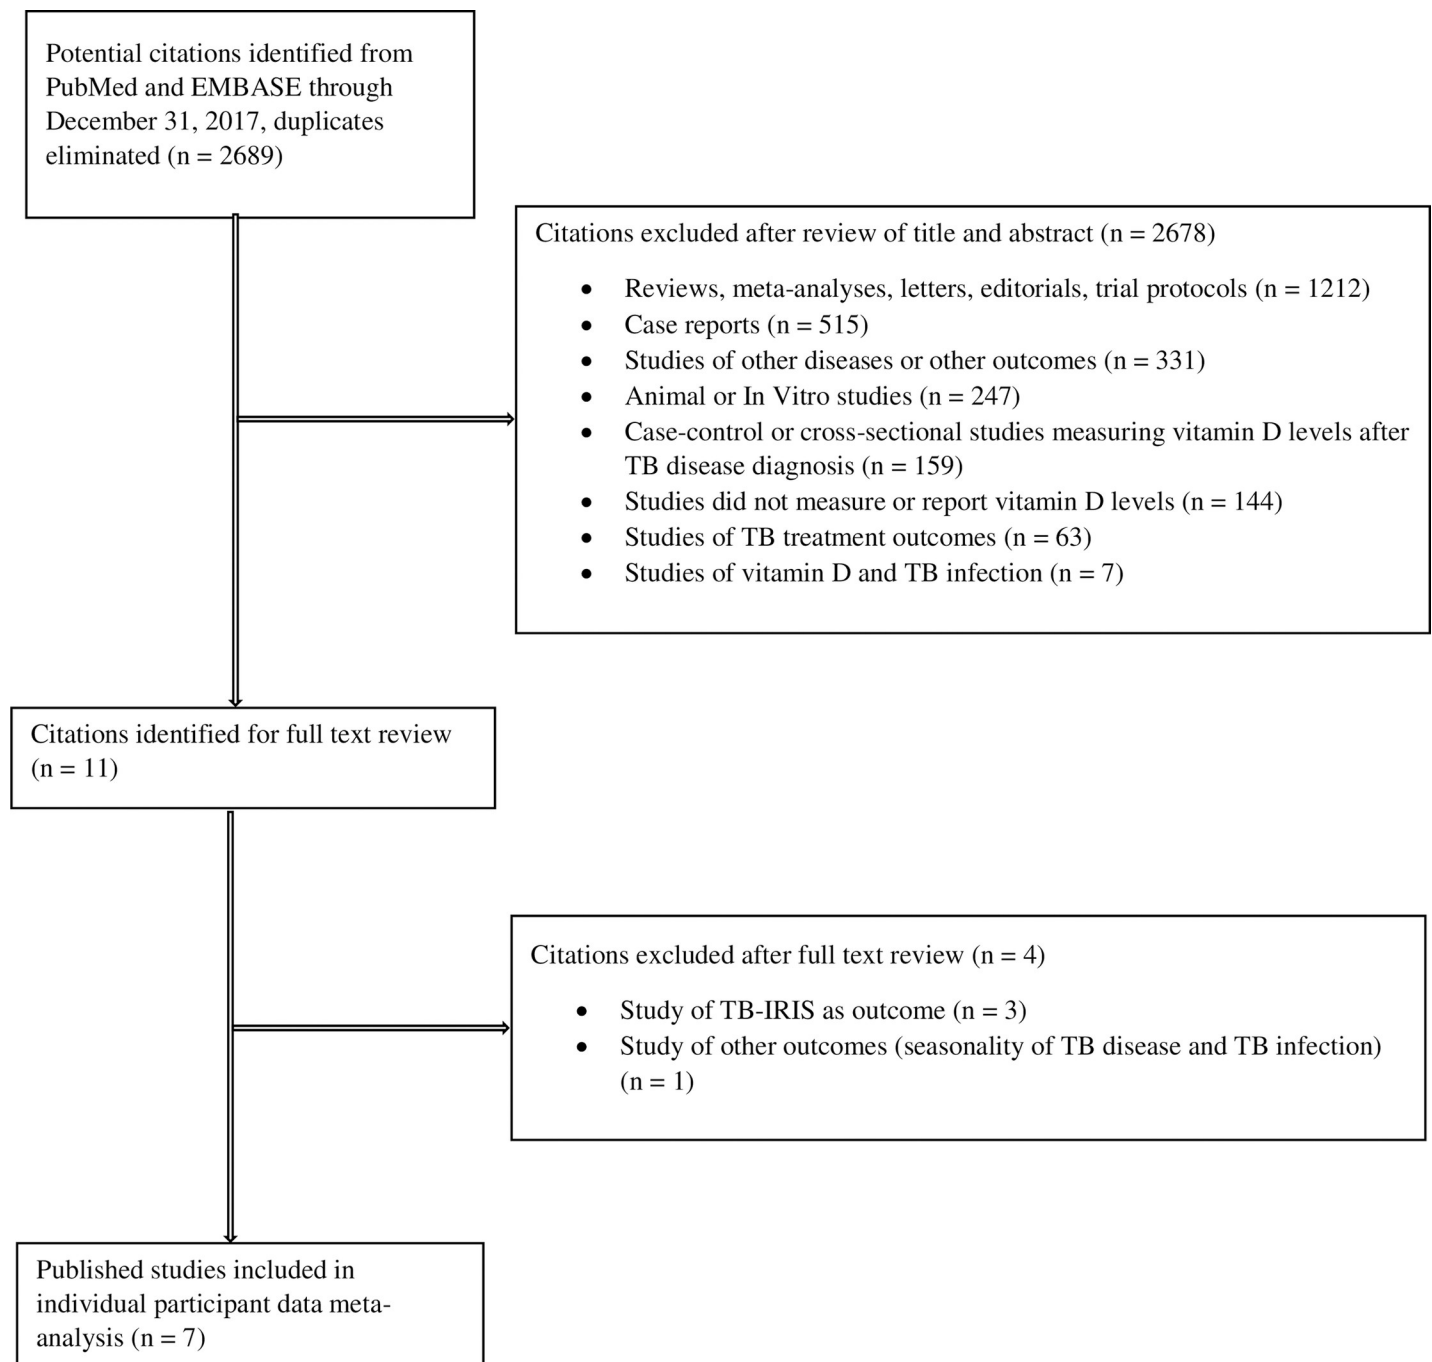 Potential citations identified from
PubMed and EMBASE through
December 31, 2017, duplicates
eliminated (n = 2689)
Citations excluded after review of title and abstract (n = 2678)
• Reviews, meta-analyses, letters, editorials, trial protocols (n = 1212)
• Case reports (n = 515)
• Studies of other diseases or other outcomes (n = 331)
• Animal or In Vitro studies (n = 247)
• Case-control or cross-sectional studies measuring vitamin D levels after
TB disease diagnosis (n = 159)
• Studies did not measure or report vitamin D levels (n = 144)
• Studies of TB treatment outcomes (n = 63)
• Studies of vitamin D and TB infection (n = 7)
Citations identified for full text review
(n = 11)
Citations excluded after full text review (n = 4)
• Study of TB-IRIS as outcome (n = 3)
• Study of other outcomes (seasonality of TB disease and TB infection)
(n = 1)
Published studies included in
individual participant data meta-
analysis (n = 7)